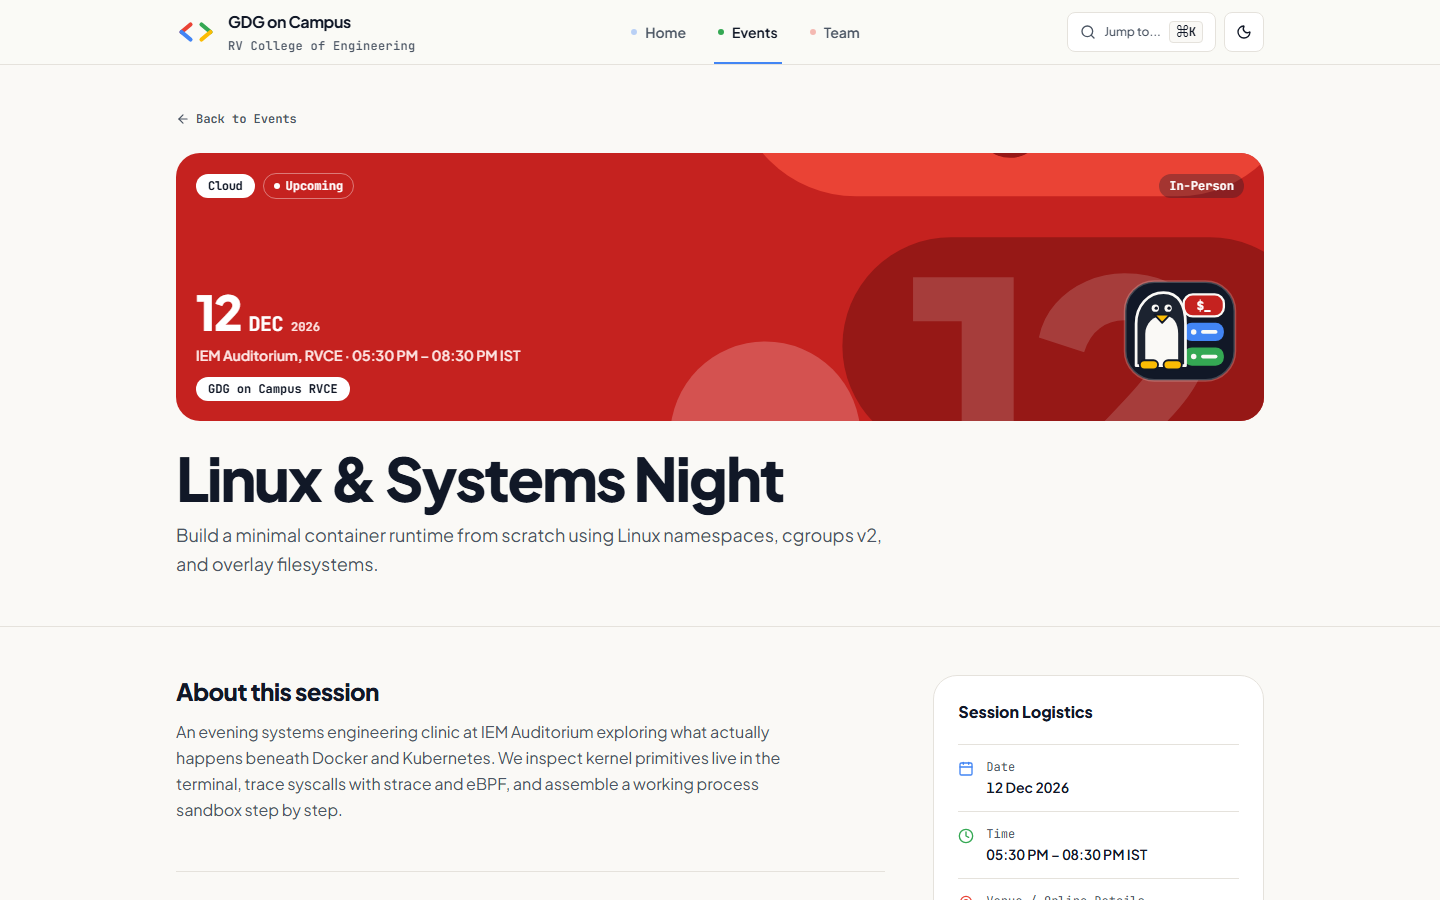 GDG on Campus
RV College of Engineering
Home
Events
Team
Jump to...
⌘K
Back to Events
Cloud
Upcoming
In-Person
12 DEC 2026
IEM Auditorium, RVCE · 05:30 PM – 08:30 PM IST
GDG on Campus RVCE
12
$_
Linux & Systems Night
Build a minimal container runtime from scratch using Linux namespaces, cgroups v2,
and overlay filesystems.
About this session
An evening systems engineering clinic at IEM Auditorium exploring what actually
happens beneath Docker and Kubernetes. We inspect kernel primitives live in the
terminal, trace syscalls with strace and eBPF, and assemble a working process
sandbox step by step.
Session Logistics
Date
12 Dec 2026
Time
05:30 PM – 08:30 PM IST
Venue / Online Details